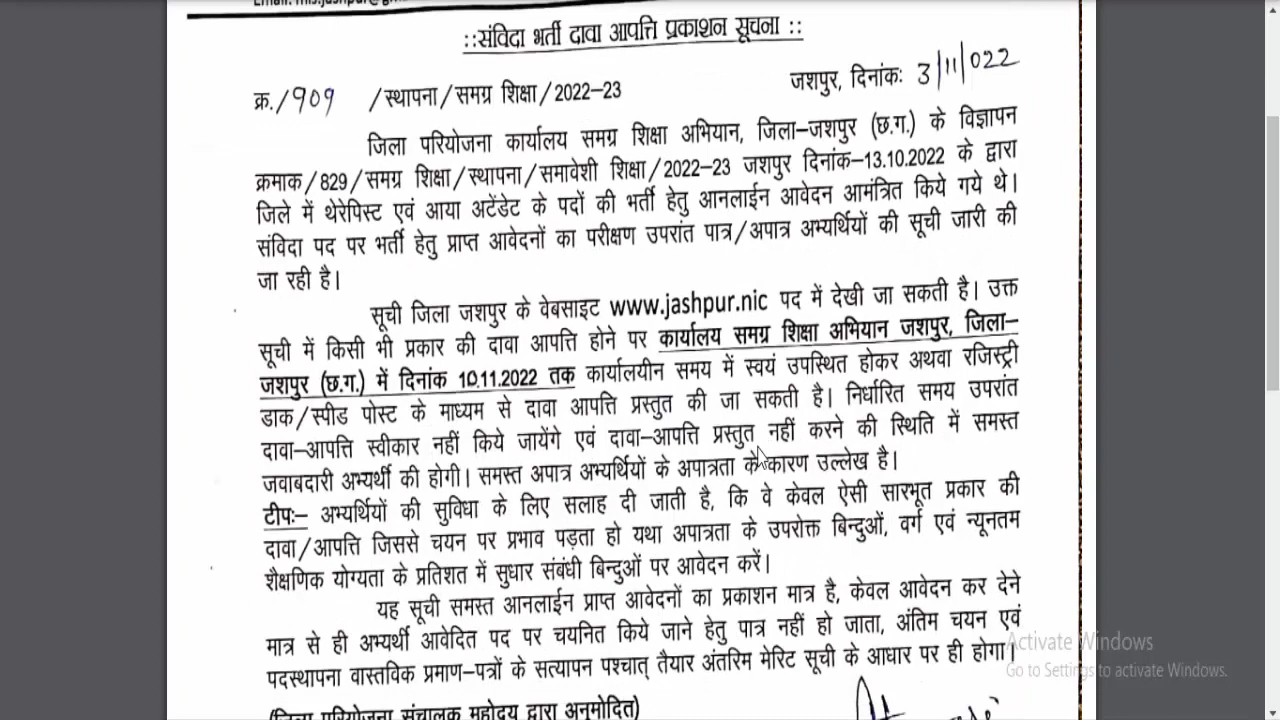 ::संविदा भर्ती दावा आपत्ति प्रकाशन सूचना ::
क्र./909 /स्थापना/समग्र शिक्षा/2022–23 जशपुर, दिनांकः 3/11/022
जिला परियोजना कार्यालय समग्र शिक्षा अभियान, जिला–जशपुर (छ.ग.) के विज्ञापन
क्रमाक/829/समग्र शिक्षा/स्थापना/समावेशी शिक्षा/2022–23 जशपुर दिनांक–13.10.2022 के द्वारा
जिले में थेरेपिस्ट एवं आया अटेंडेट के पदों की भर्ती हेतु आनलाईन आवेदन आमंत्रित किये गये थे।
संविदा पद पर भर्ती हेतु प्राप्त आवेदनों का परीक्षण उपरांत पात्र/अपात्र अभ्यर्थियों की सूची जारी की
जा रही है।
सूची जिला जशपुर के वेबसाइट www.jashpur.nic पद में देखी जा सकती है। उक्त
सूची में किसी भी प्रकार की दावा आपत्ति होने पर कार्यालय समग्र शिक्षा अभियान जशपुर, जिला–
जशपुर (छ.ग.) में दिनांक 10.11.2022 तक कार्यालयीन समय में स्वयं उपस्थित होकर अथवा रजिस्ट्री
डाक/स्पीड पोस्ट के माध्यम से दावा आपत्ति प्रस्तुत की जा सकती है। निर्धारित समय उपरांत
दावा–आपत्ति स्वीकार नहीं किये जायेंगे एवं दावा–आपत्ति प्रस्तुत नहीं करने की स्थिति में समस्त
जवाबदारी अभ्यर्थी की होगी। समस्त अपात्र अभ्यर्थियों के अपात्रता के कारण उल्लेख है।
टीपः– अभ्यर्थियों की सुविधा के लिए सलाह दी जाती है, कि वे केवल ऐसी सारभूत प्रकार की
दावा/आपत्ति जिससे चयन पर प्रभाव पड़ता हो यथा अपात्रता के उपरोक्त बिन्दुओं, वर्ग एवं न्यूनतम
शैक्षणिक योग्यता के प्रतिशत में सुधार संबंधी बिन्दुओं पर आवेदन करें।
यह सूची समस्त आनलाईन प्राप्त आवेदनों का प्रकाशन मात्र है, केवल आवेदन कर देने
मात्र से ही अभ्यर्थी आवेदित पद पर चयनित किये जाने हेतु पात्र नहीं हो जाता, अंतिम चयन एवं
पदस्थापना वास्तविक प्रमाण–पत्रों के सत्यापन पश्चात् तैयार अंतरिम मेरिट सूची के आधार पर ही होगा।
(जिला परियोजना संचालक महोदय द्वारा अनुमोदित)
Activate Windows
Go to Settings to activate Windows.